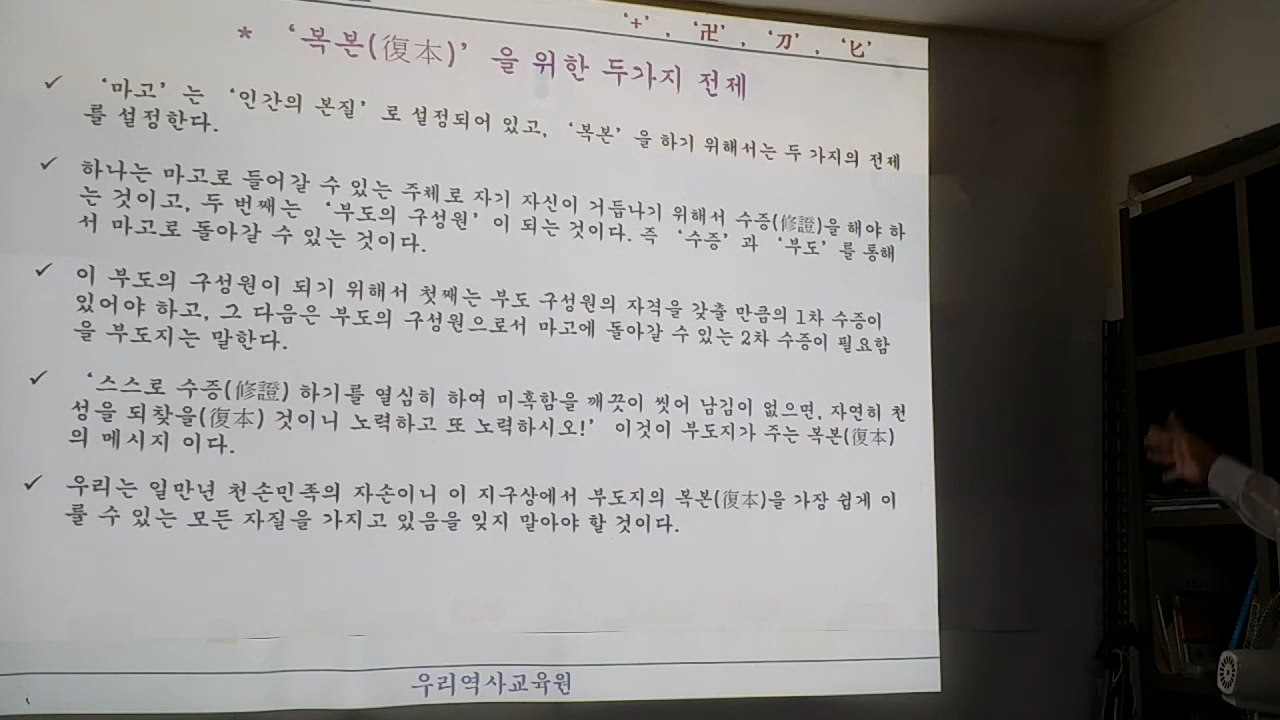 '十', '卍', '刀', '匕'
* '복본(復本)' 을 위한 두가지 전제
✓ '마고' 는 '인간의 본질' 로 설정되어 있고, '복본' 을 하기 위해서는 두 가지의 전제
를 설정한다.
✓ 하나는 마고로 들어갈 수 있는 주체로 자기 자신이 거듭나기 위해서 수증(修證)을 해야 하
는 것이고, 두 번째는 '부도의 구성원' 이 되는 것이다. 즉 '수증' 과 '부도' 를 통해
서 마고로 돌아갈 수 있는 것이다.
✓ 이 부도의 구성원이 되기 위해서 첫째는 부도 구성원의 자격을 갖출 만큼의 1차 수증이
있어야 하고, 그 다음은 부도의 구성원으로서 마고에 돌아갈 수 있는 2차 수증이 필요함
을 부도지는 말한다.
✓ '스스로 수증(修證) 하기를 열심히 하여 미혹함을 깨끗이 씻어 남김이 없으면, 자연히 천
성을 되찾을(復本) 것이니 노력하고 또 노력하시오!' 이것이 부도지가 주는 복본(復本)
의 메시지 이다.
✓ 우리는 일만년 천손민족의 자손이니 이 지구상에서 부도지의 복본(復本)을 가장 쉽게 이
룰 수 있는 모든 자질을 가지고 있음을 잊지 말아야 할 것이다.
우리역사교육원